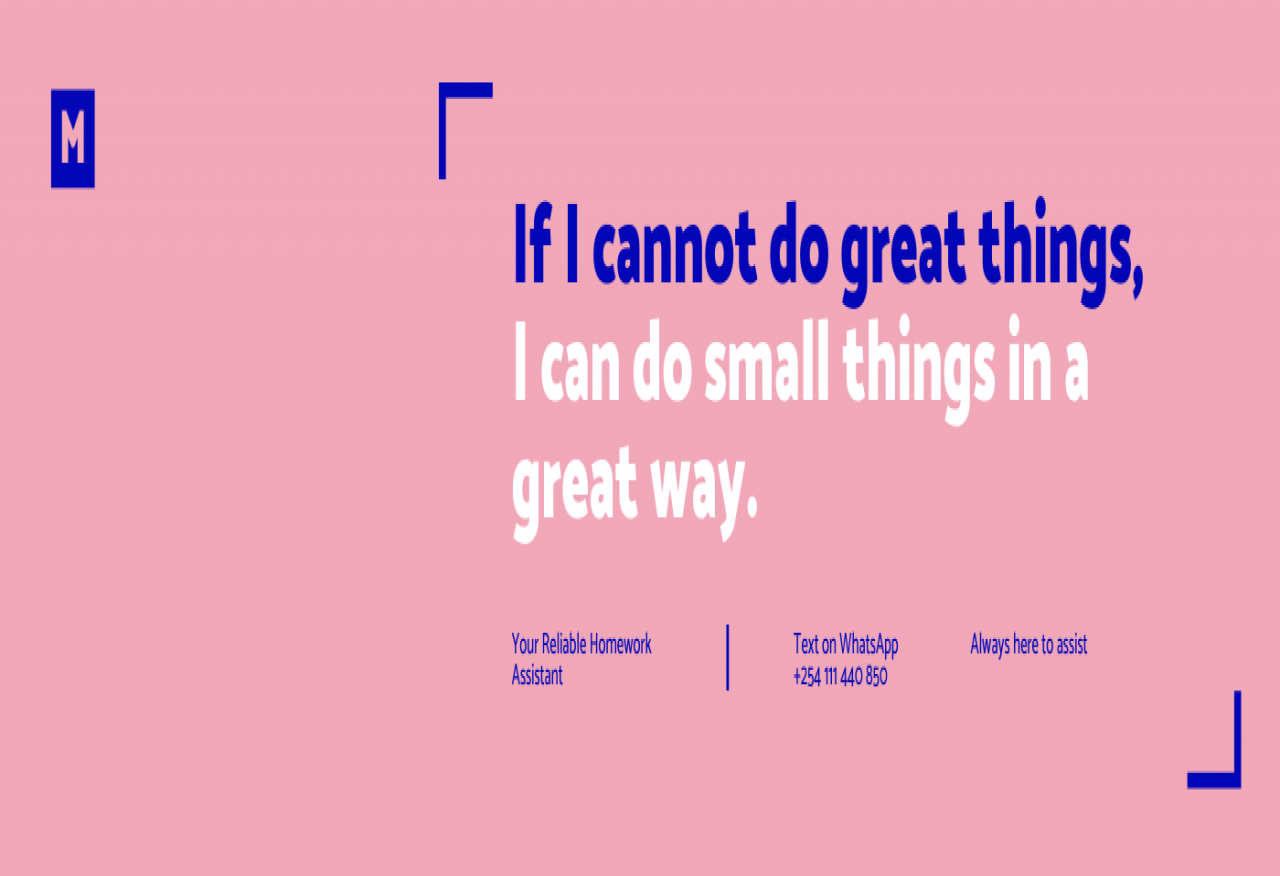 M
If I cannot do great things,
I can do small things in a
great way.
Your Reliable Homework
Assistant
Text on WhatsApp
+254 111 440 850
Always here to assist